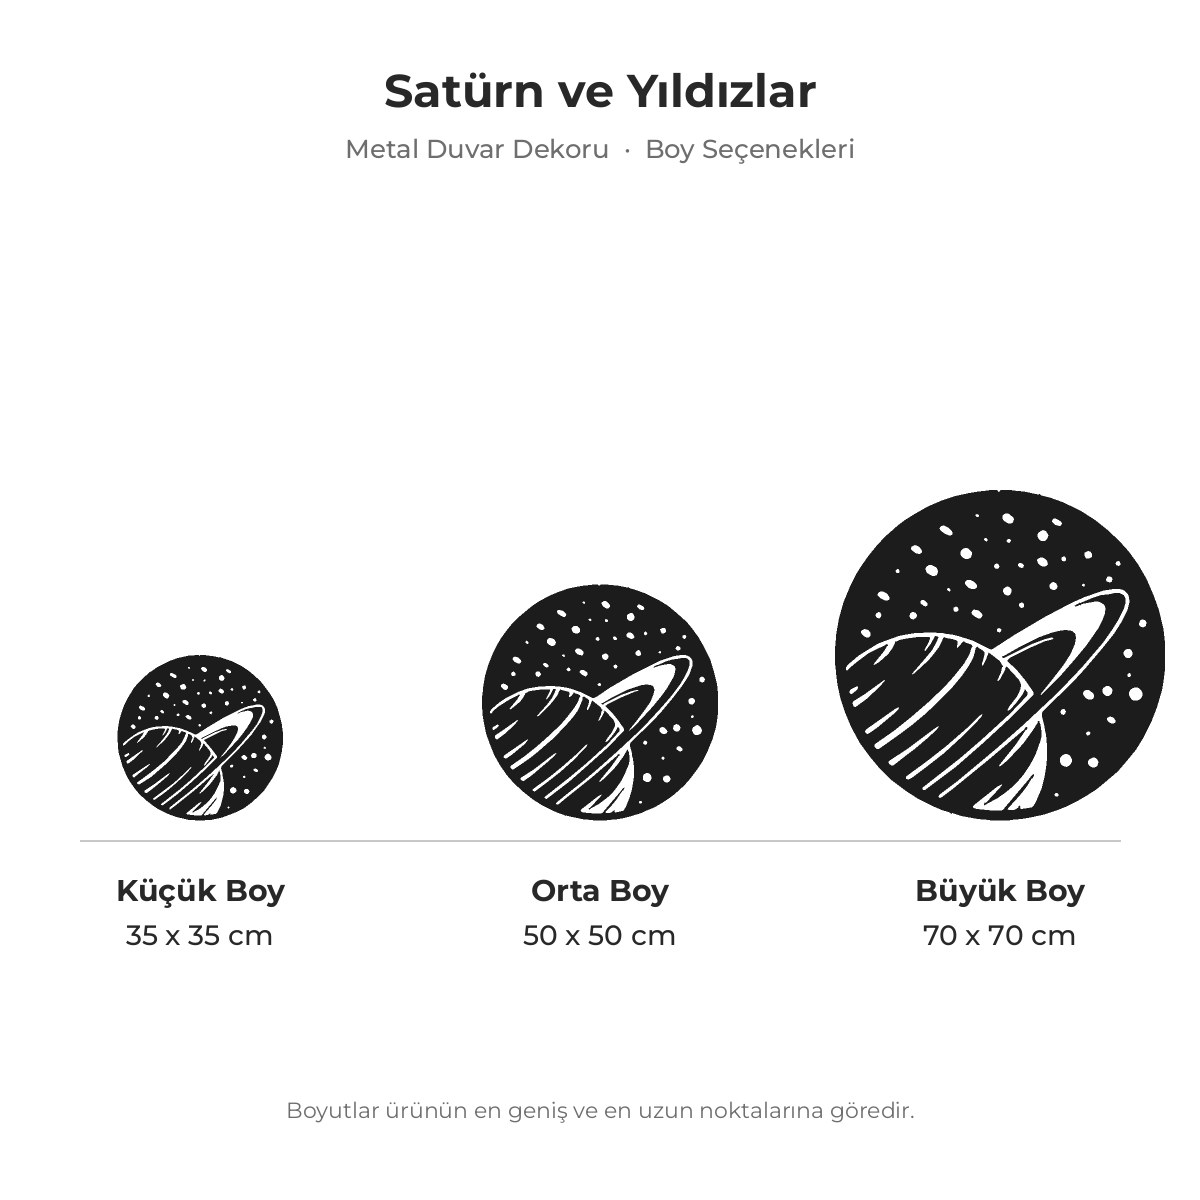 Satürn ve Yıldızlar
Metal Duvar Dekoru · Boy Seçenekleri
Küçük Boy
35 x 35 cm
Orta Boy
50 x 50 cm
Büyük Boy
70 x 70 cm
Boyutlar ürünün en geniş ve en uzun noktalarına göredir.